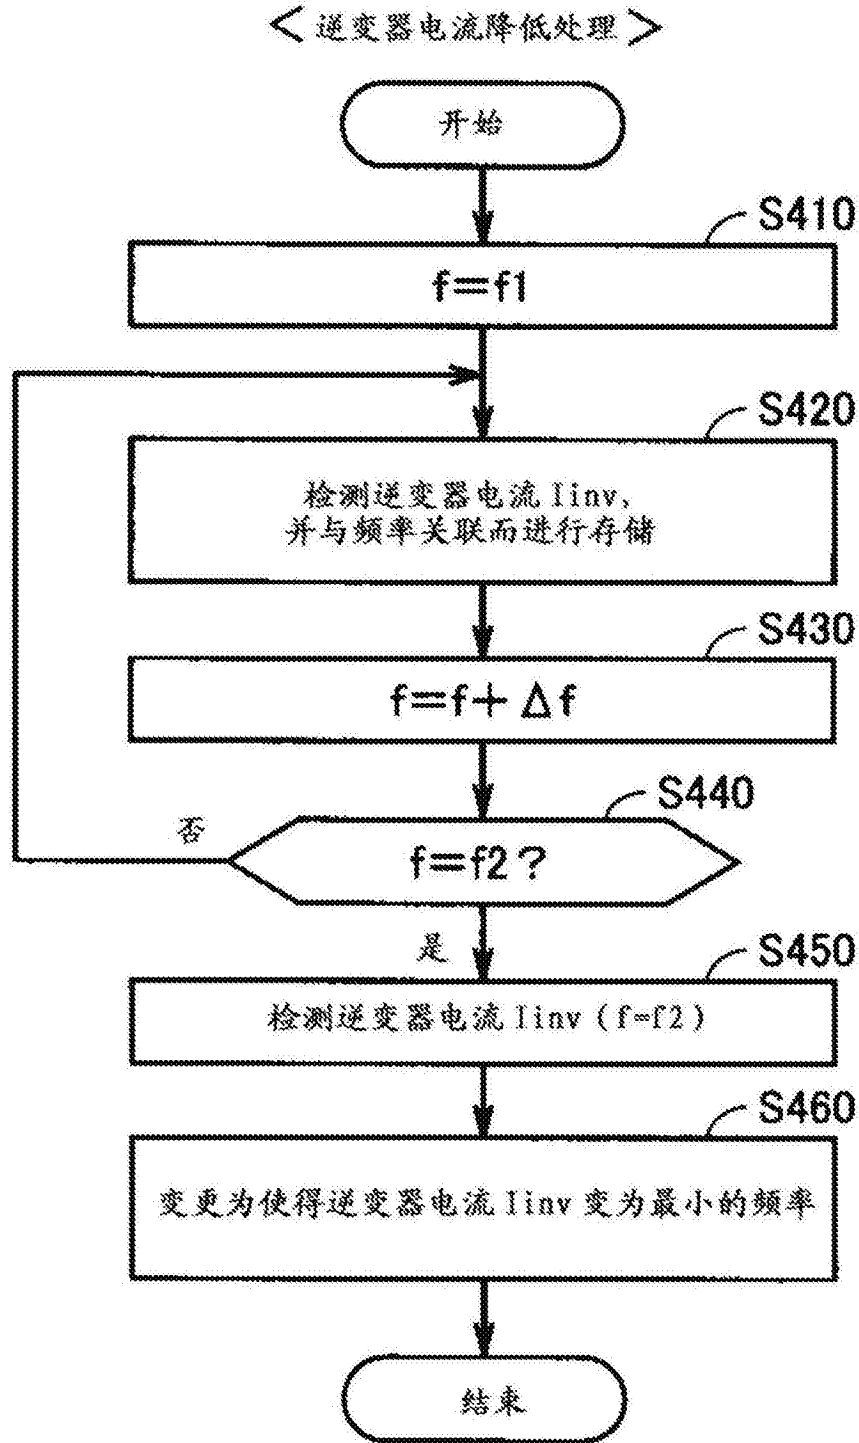 ＜逆变器电流降低处理＞
开始
S410
f=f1
S420
检测逆变器电流Iinv,
并与频率关联而进行存储
S430
f=f+Δf
S440
否
f=f2?
是
S450
检测逆变器电流Iinv（f=f2）
S460
变更为使得逆变器电流Iinv变为最小的频率
结束